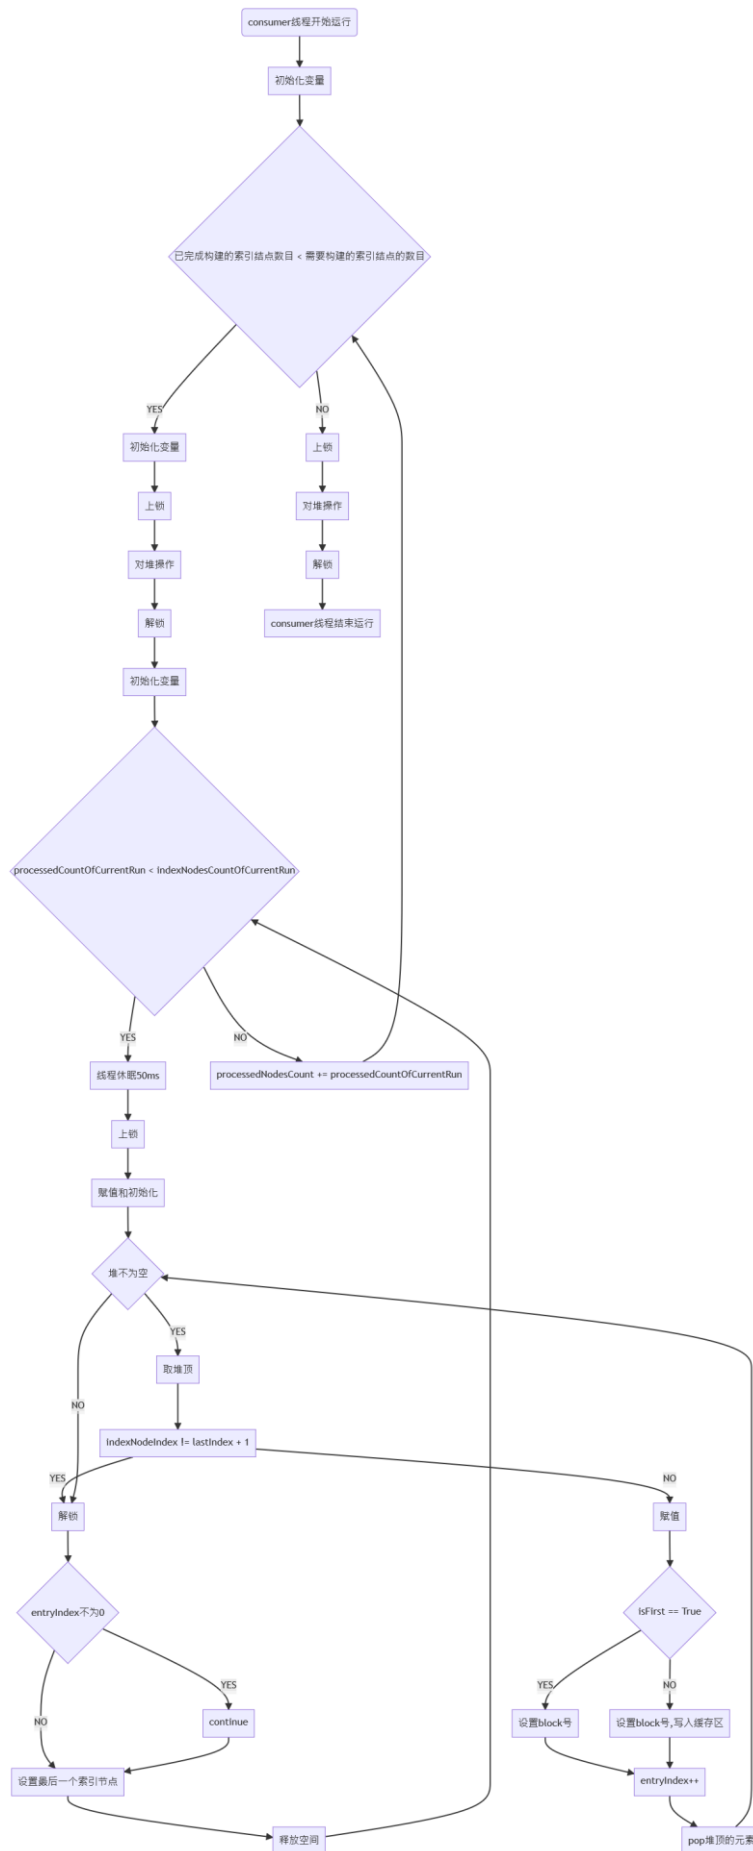 consumer线程开始运行
初始化变量
已完成构建的索引结点数目 < 需要构建的索引结点的数目
YES
NO
初始化变量
上锁
上锁
对堆操作
对堆操作
解锁
解锁
初始化变量
consumer线程结束运行
processedCountOfCurrentRun < indexNodesCountOfCurrentRun
YES
NO
线程休眠50ms
processedNodesCount += processedCountOfCurrentRun
上锁
赋值和初始化
堆不为空
YES
取堆顶
NO
indexNodeIndex != lastIndex + 1
YES
NO
解锁
赋值
entryIndex不为0
isFirst == True
YES
NO
YES
NO
continue
设置block号
设置block号,写入缓存区
设置最后一个索引节点
entryIndex++
释放空间
pop堆顶的元素